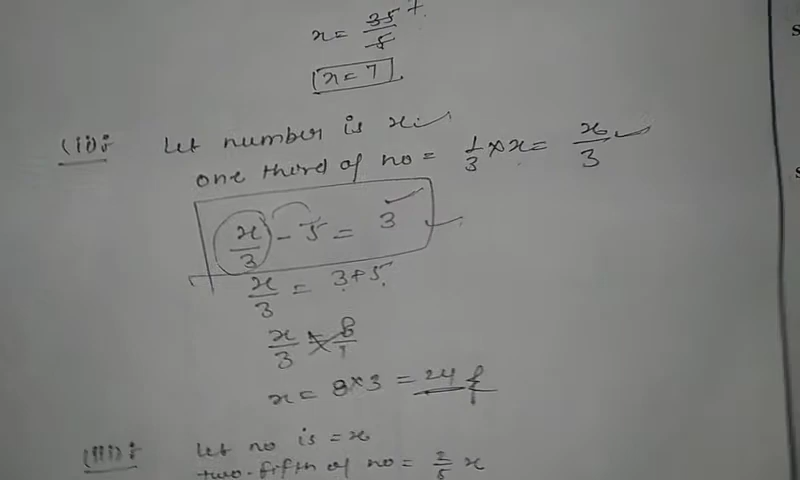 x = 35/5
x = 7.
(ii): Let number is x.
one third of no = 1/3 × x = x/3
x/3 - 5 = 3
x/3 = 3+5
x/3 = 8/1
x = 8×3 = 24
(iii): Let no is = x
two-fifth of no = 2/5 x